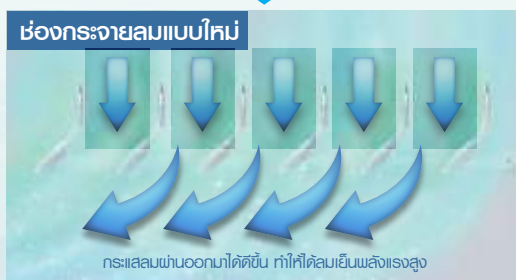 ช่องกระจายลมแบบใหม่
กระแสลมผ่านออกมาได้ดีขึ้น ทำให้ได้ลมเย็นพลังแรงสูง